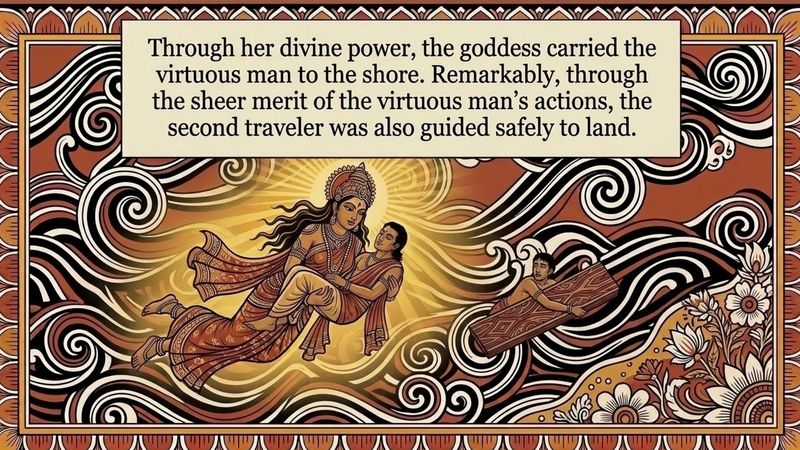 Through her divine power, the goddess carried the
virtuous man to the shore. Remarkably, through
the sheer merit of the virtuous man’s actions, the
second traveler was also guided safely to land.